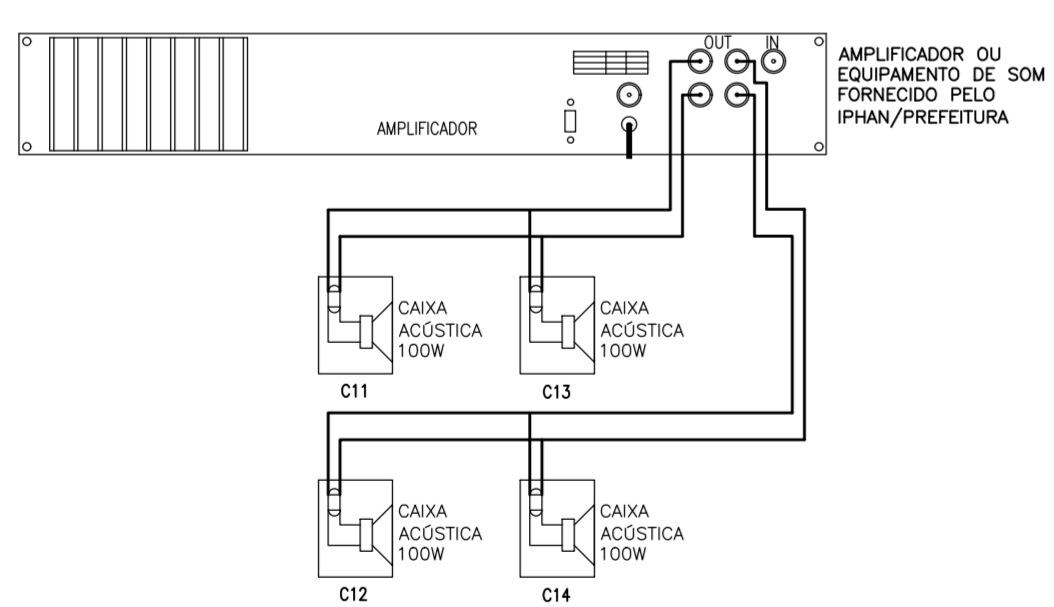 OUT
IN
AMPLIFICADOR OU
EQUIPAMENTO DE SOM
FORNECIDO PELO
IPHAN/PREFEITURA
AMPLIFICADOR
CAIXA
ACÚSTICA
100W
C11
CAIXA
ACÚSTICA
100W
C13
CAIXA
ACÚSTICA
100W
C12
CAIXA
ACÚSTICA
100W
C14